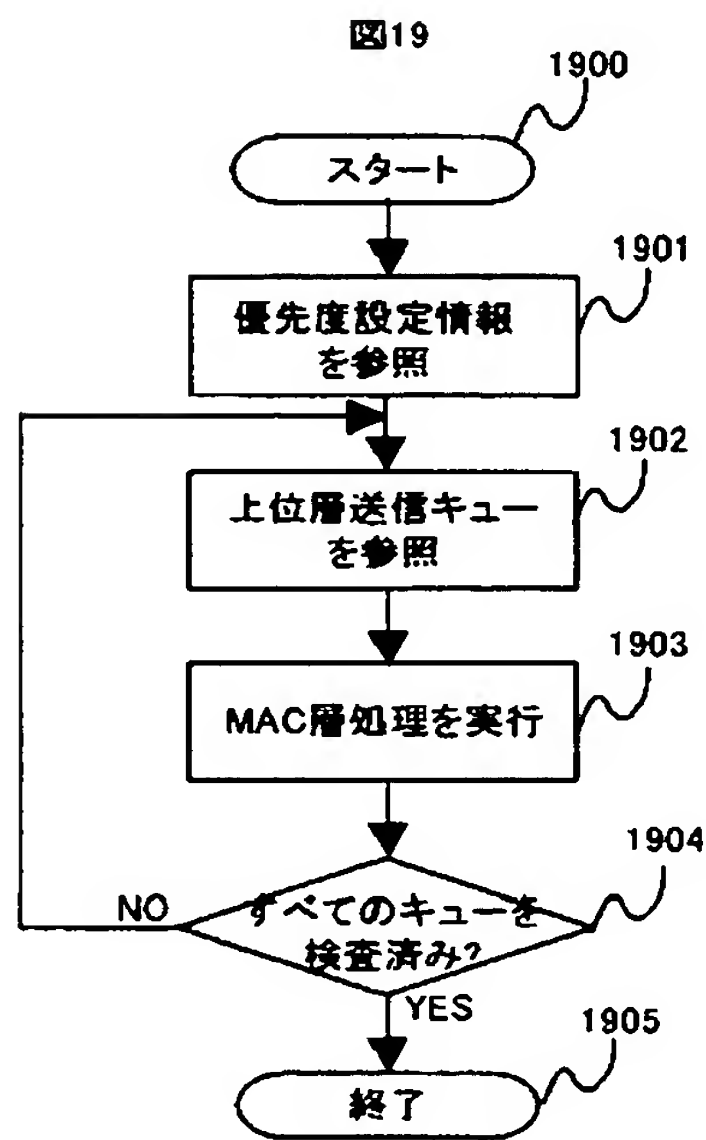 図19
1900
スタート
1901
優先度設定情報
を参照
1902
上位層送信キュー
を参照
1903
MAC層処理を実行
1904
すべてのキューを
検査済み?
NO
YES
1905
終了